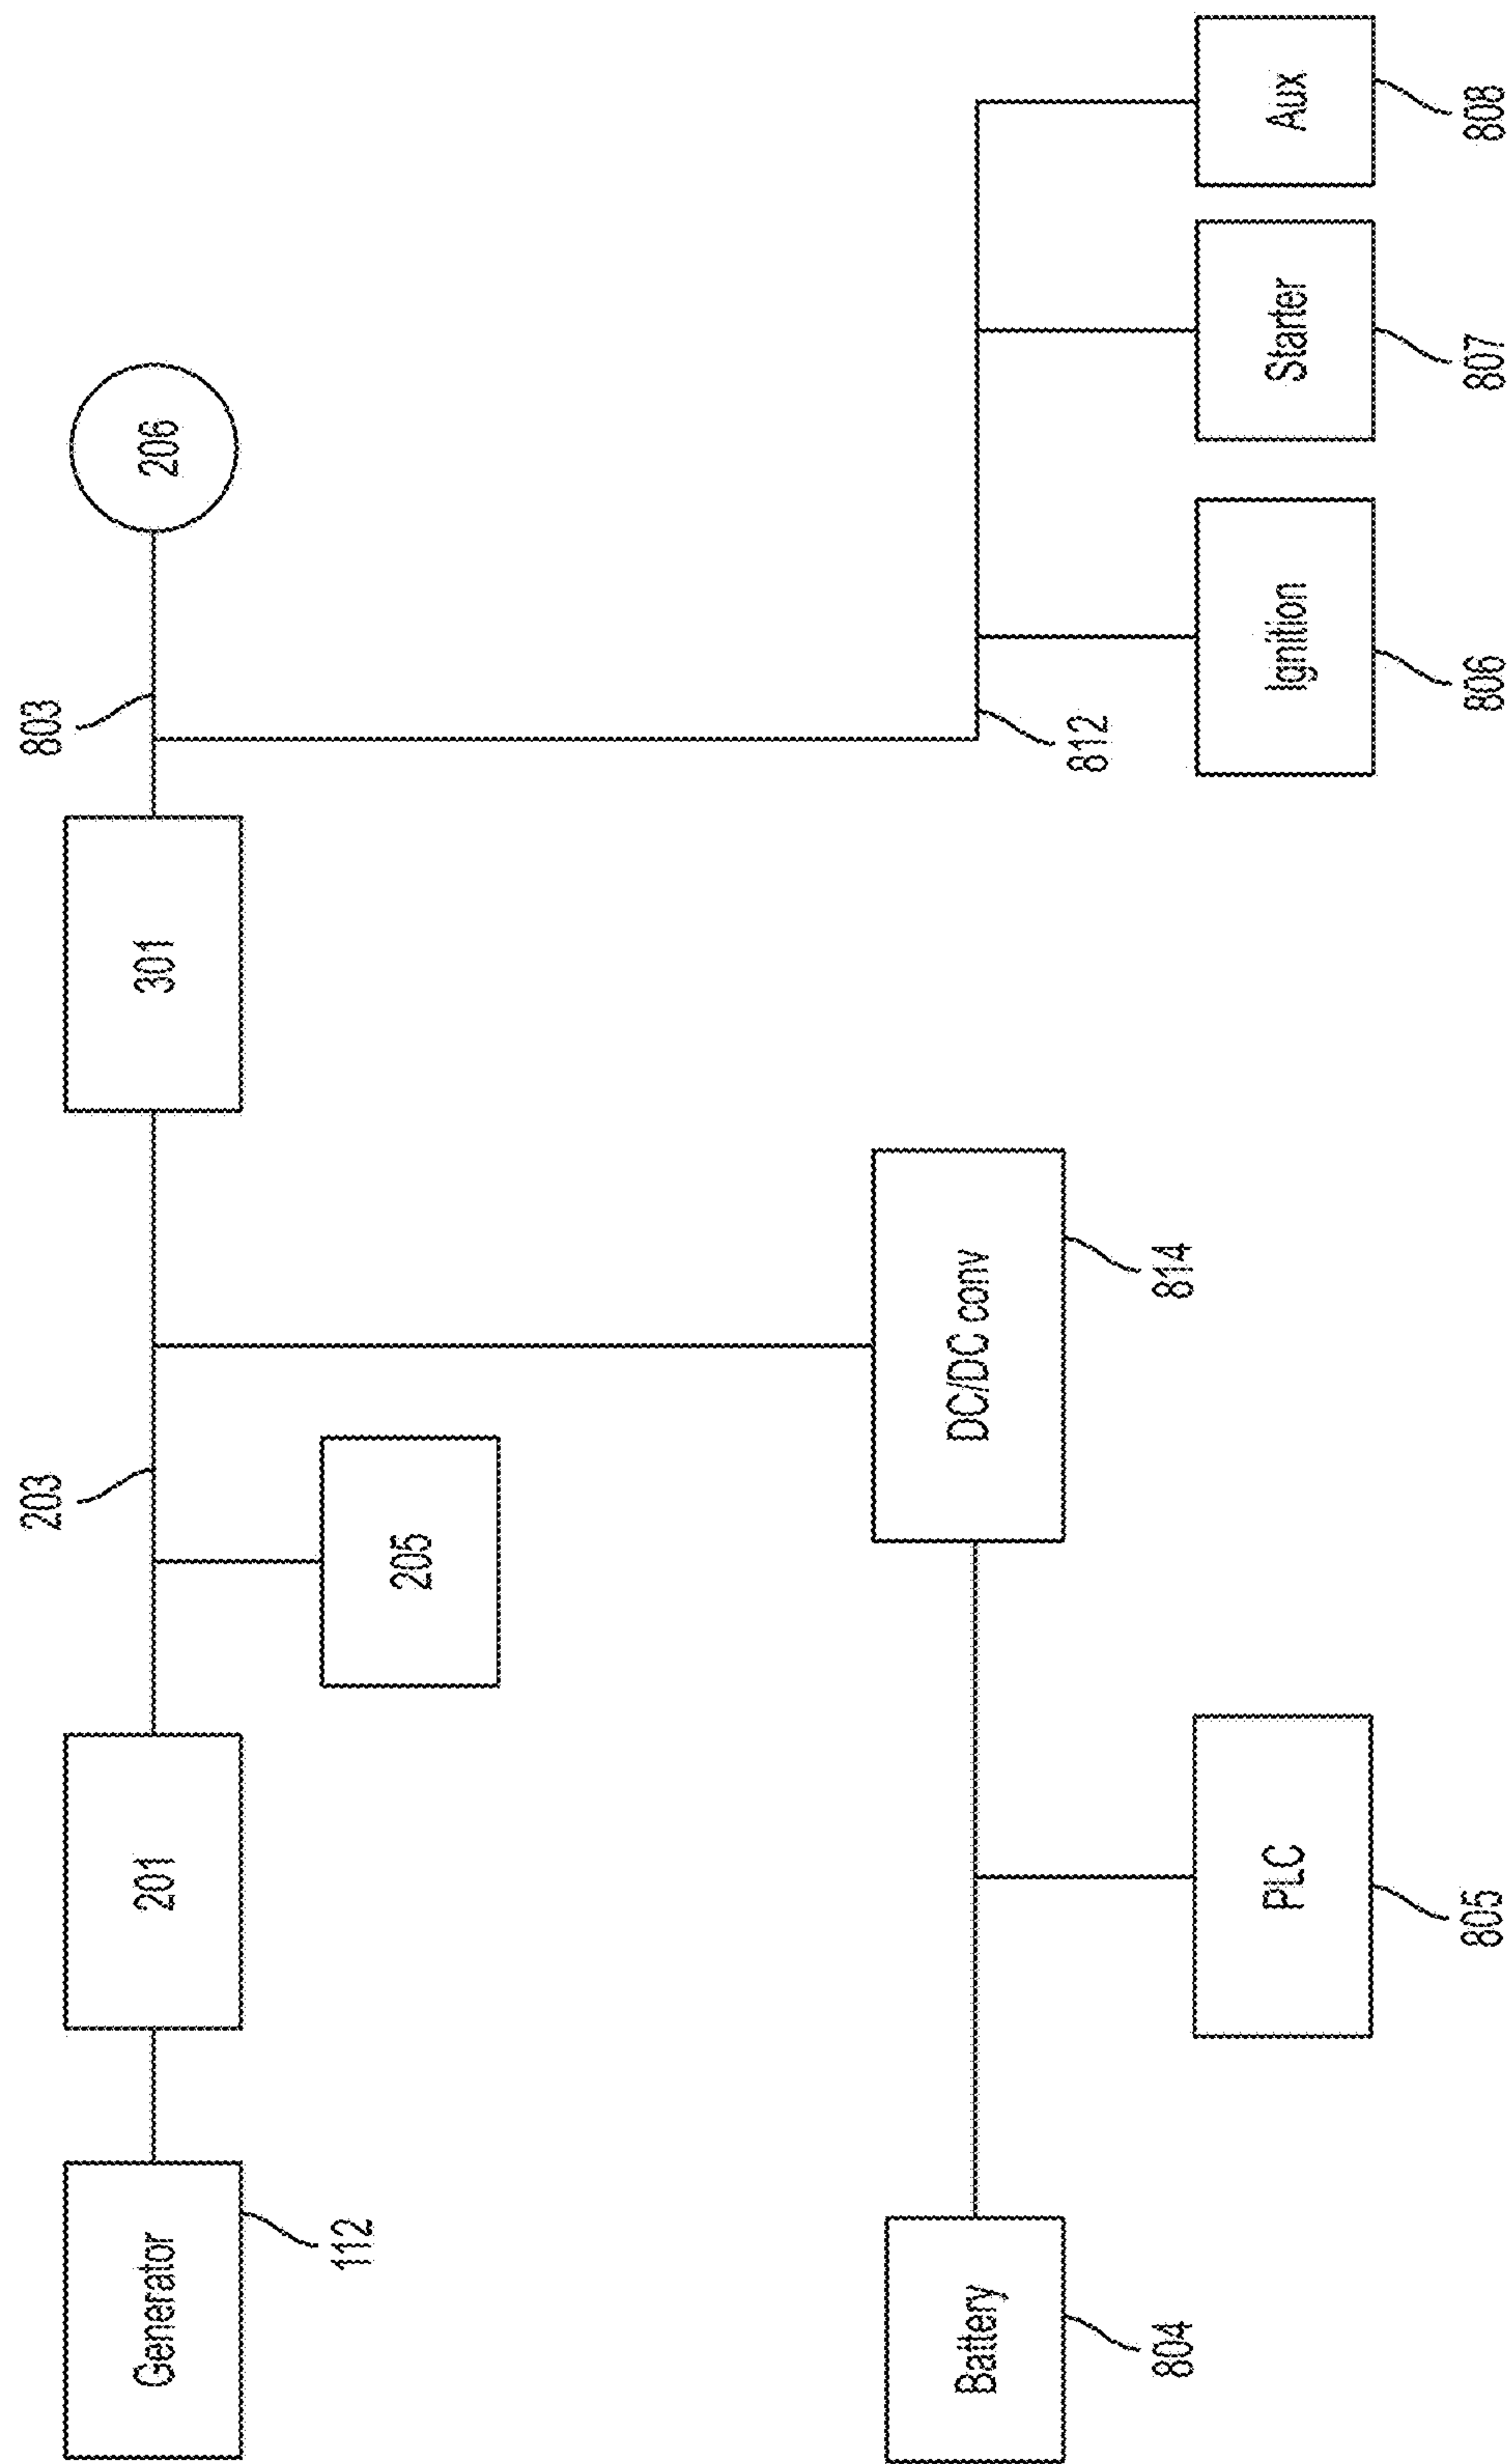 Generator
112
201
203
205
301
803
206
Battery
804
PLC
805
DC/DC conv
814
812
Ignition
806
Starter
807
Aux
808